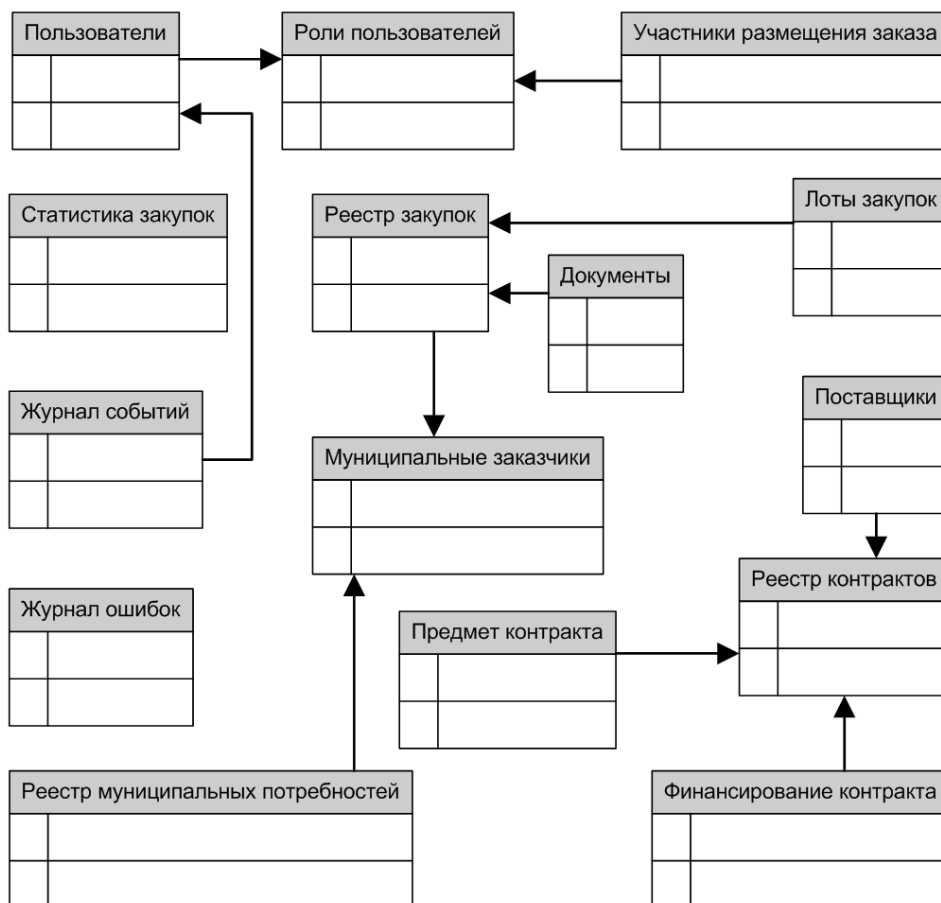 Пользователи
Роли пользователей
Участники размещения заказа
Статистика закупок
Реестр закупок
Лоты закупок
Документы
Журнал событий
Поставщики
Муниципальные заказчики
Реестр контрактов
Журнал ошибок
Предмет контракта
Реестр муниципальных потребностей
Финансирование контракта